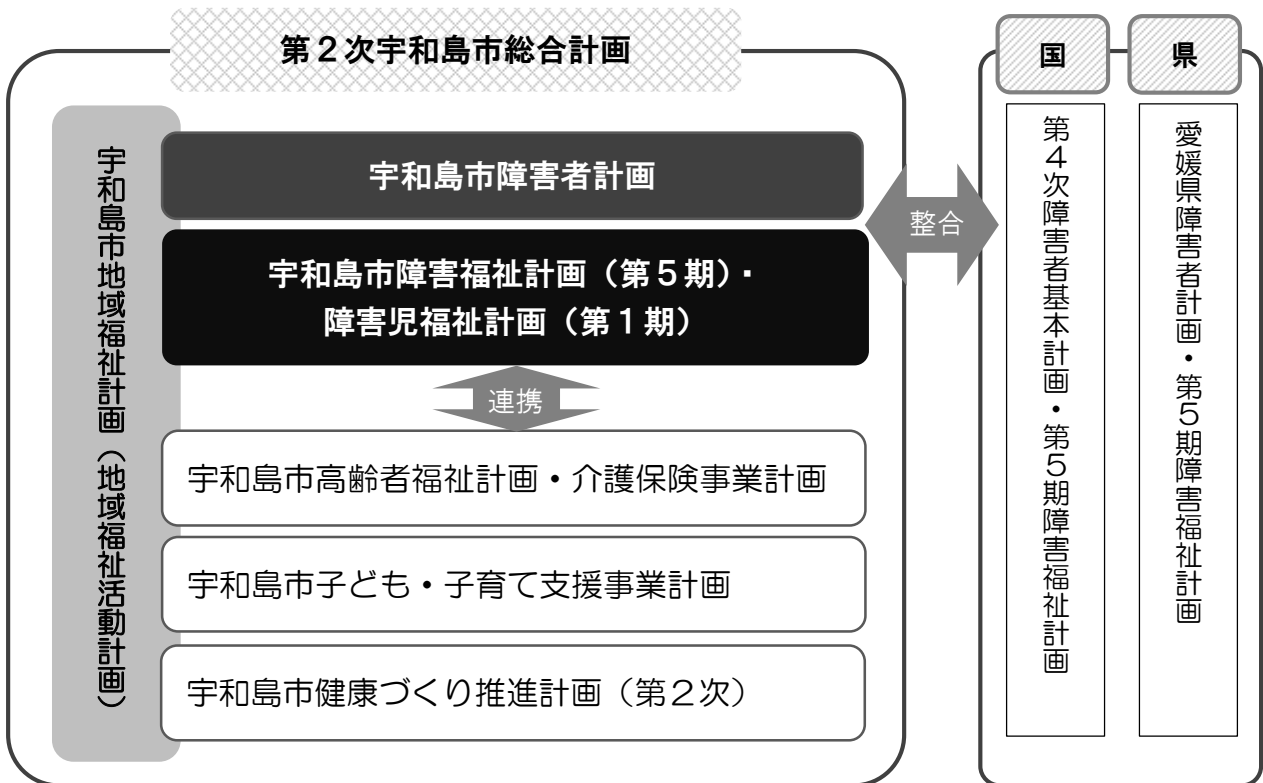 第２次宇和島市総合計画
宇和島市地域福祉計画（地域福祉活動計画）
宇和島市障害者計画
宇和島市障害福祉計画（第５期）・
障害児福祉計画（第１期）
連携
宇和島市高齢者福祉計画・介護保険事業計画
宇和島市子ども・子育て支援事業計画
宇和島市健康づくり推進計画（第２次）
整合
国
第４次障害者基本計画・第５期障害福祉計画
県
愛媛県障害者計画・第５期障害福祉計画